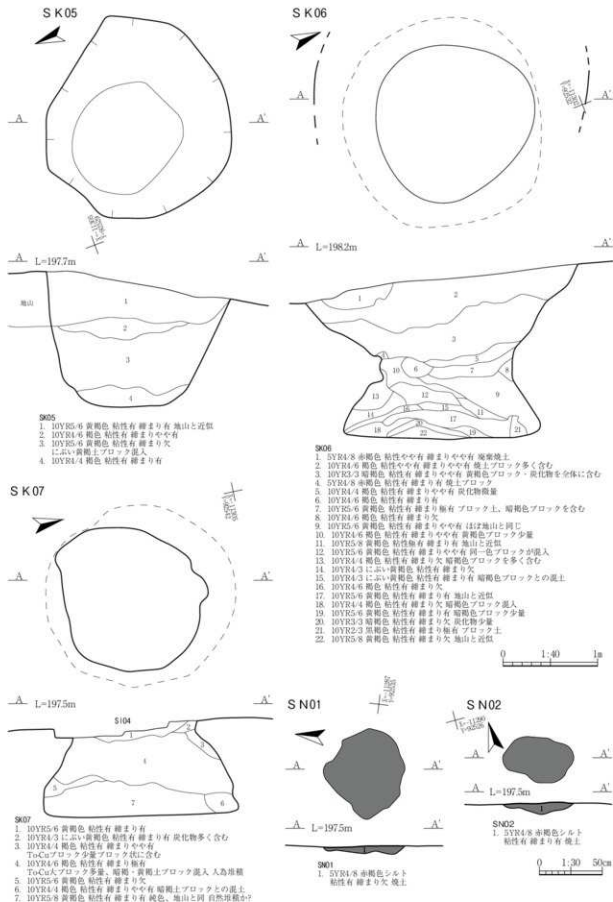 SK05
A
A'
A
L=197.7m
A'
地山
1
2
3
4
SK05
1. 10YR5/6 黄褐色 粘性有 締まり有 地山と近似
2. 10YR4/6 褐色 粘性有 締まりやや有
3. 10YR5/6 黄褐色 粘性有 締まり欠
にぶい黄褐土ブロック混入
4. 10YR4/4 褐色 粘性有 締まり有
SK06
A
A'
A
L=198.2m
A'
1
2
3
5
6
7
8
9
10
11
12
13
14
15
16
17
18
19
20
21
22
SK06
1. 5YR4/8 赤褐色 粘性やや有 締まりやや有 廃棄焼土
2. 10YR4/6 褐色 粘性やや有 締まりやや有 焼土ブロック多く含む
3. 10YR3/3 暗褐色 粘性有 締まりやや有 黄褐色ブロック・炭化物を全体に含む
4. 5YR4/8 赤褐色 粘性有 締まり有 焼土ブロック
5. 10YR4/4 褐色 粘性有 締まりやや有 炭化物微量
6. 10YR4/6 褐色 粘性有 締まり有
7. 10YR5/6 黄褐色 粘性有 締まり極有 ブロック土、暗褐色ブロックを含む
8. 10YR4/6 褐色 粘性有 締まり欠
9. 10YR5/6 黄褐色 粘性有 締まりやや有 ほぼ地山と同じ
10. 10YR4/6 褐色 粘性有 締まりやや有 黄褐色ブロック少量
11. 10YR5/8 黄褐色 粘性極有 締まり有 地山と近似
12. 10YR5/6 黄褐色 粘性有 締まりやや有 同一色ブロックが混入
13. 10YR4/4 褐色 粘性有 締まり欠 暗褐色ブロックを多く含む
14. 10YR4/3 にぶい黄褐色 粘性有 締まり欠
15. 10YR4/3 にぶい黄褐色 粘性有 締まり有 暗褐色ブロックとの混土
16. 10YR4/6 褐色 粘性有 締まり欠
17. 10YR5/6 黄褐色 粘性有 締まり有 地山と近似
18. 10YR4/4 褐色 粘性有 締まり欠 暗褐色ブロック混入
19. 10YR5/6 黄褐色 粘性有 締まり有 暗褐色ブロック少量
20. 10YR3/3 暗褐色 粘性有 締まり欠 炭化物少量
21. 10YR2/3 黒褐色 粘性有 締まり極有 ブロック土
22. 10YR5/8 黄褐色 粘性有 締まり欠 地山と近似
0 1:40 1m
SK07
A
A'
A
L=197.5m
A'
SI04
1
2
3
4
5
6
7
SK07
1. 10YR5/6 黄褐色 粘性有 締まり有
2. 10YR4/3 にぶい黄褐色 粘性有 締まり有 炭化物多く含む
3. 10YR4/4 褐色 粘性有 締まりやや有
To-Cuブロック少量ブロック状に含む
4. 10YR4/6 褐色 粘性有 締まり極有
To-Cu大ブロック多量、暗褐・黄褐土ブロック混入 人為堆積
5. 10YR5/6 黄褐色 粘性有 締まり欠
6. 10YR4/4 褐色 粘性有 締まりやや有 暗褐土ブロックとの混土
7. 10YR5/8 黄褐色 粘性有 締まり有 純色、地山と同 自然堆積か?
SN01
A
A'
A
L=197.5m
A'
1
SN01
1. 5YR4/8 赤褐色シルト
粘性有 締まり欠 焼土
SN02
A
A'
L=197.5m
A
A'
1
SN02
1. 5YR4/8 赤褐色シルト
粘性有 締まり有 焼土
0 1:30 50cm